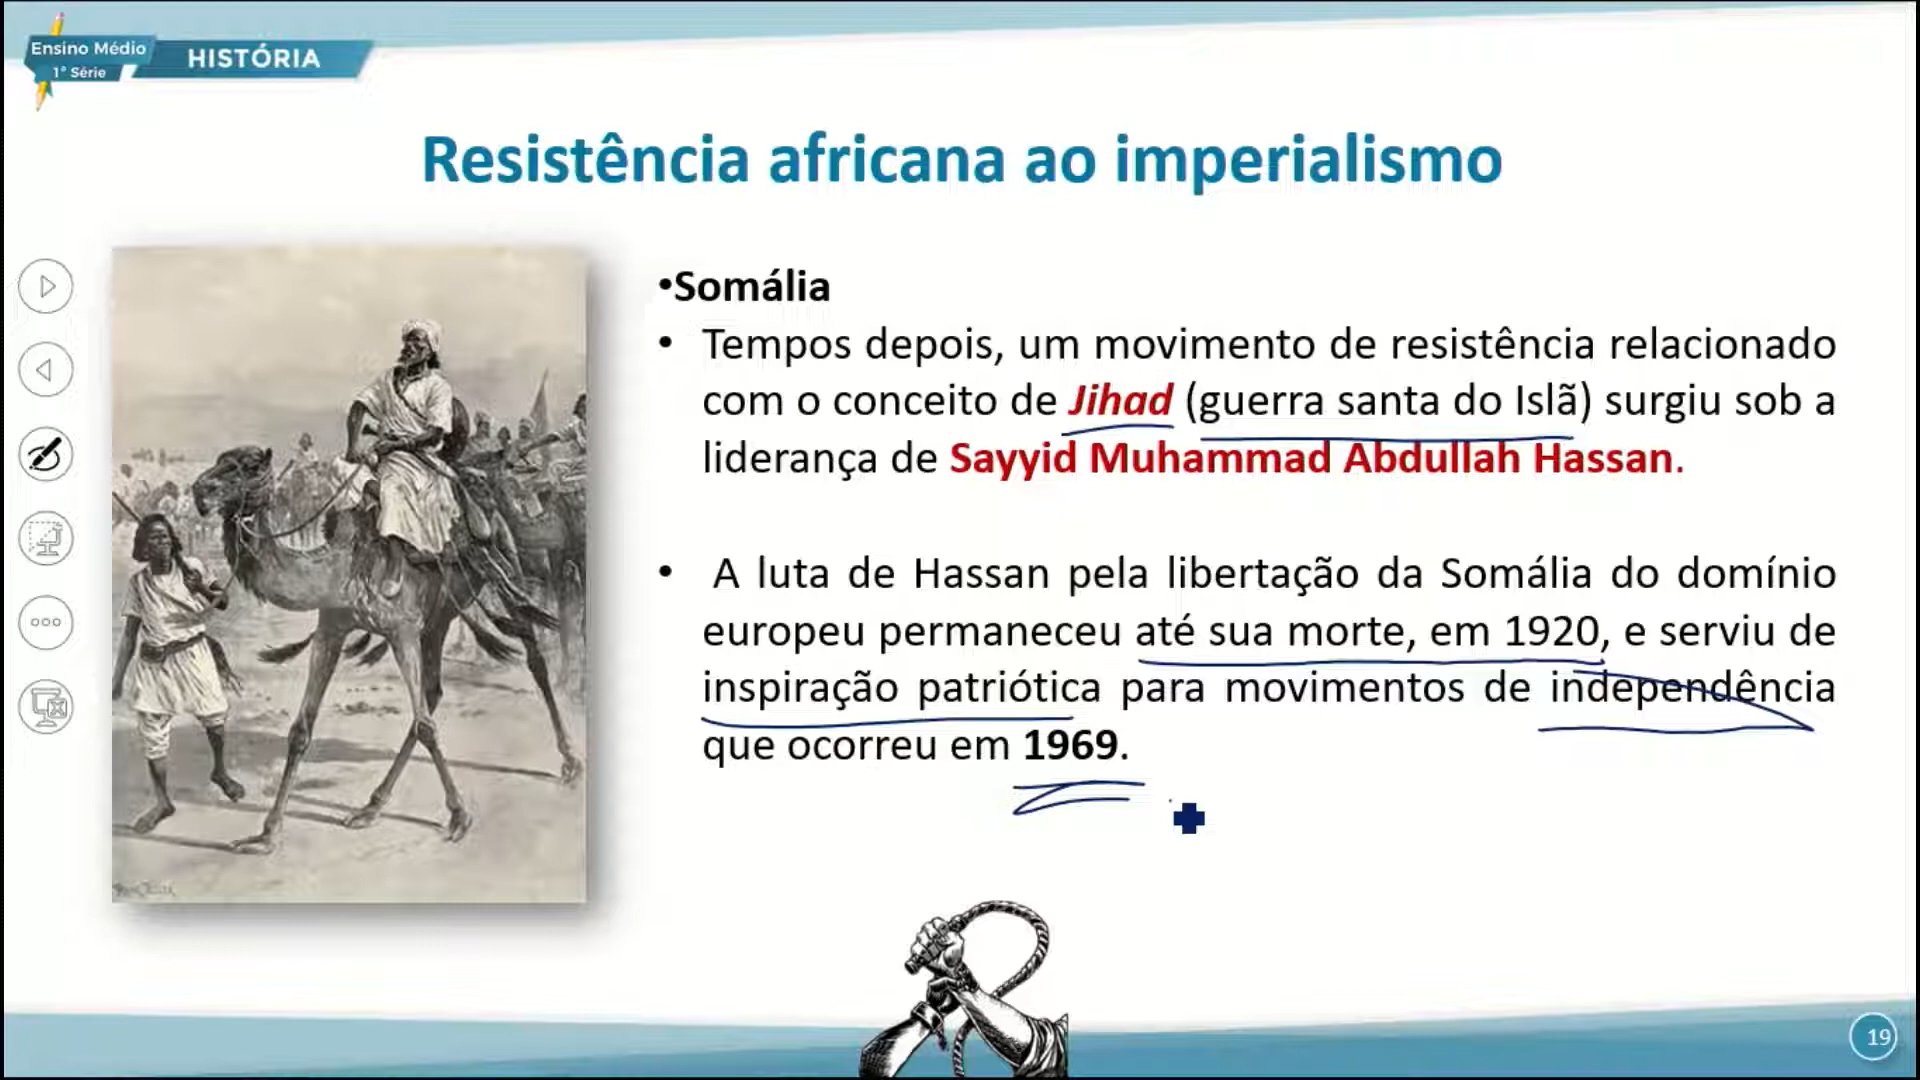 Ensino Médio
1ª Série
HISTÓRIA
Resistência africana ao imperialismo
•Somália
• Tempos depois, um movimento de resistência relacionado
com o conceito de Jihad (guerra santa do Islã) surgiu sob a
liderança de Sayyid Muhammad Abdullah Hassan.
• A luta de Hassan pela libertação da Somália do domínio
europeu permaneceu até sua morte, em 1920, e serviu de
inspiração patriótica para movimentos de independência
que ocorreu em 1969.
19